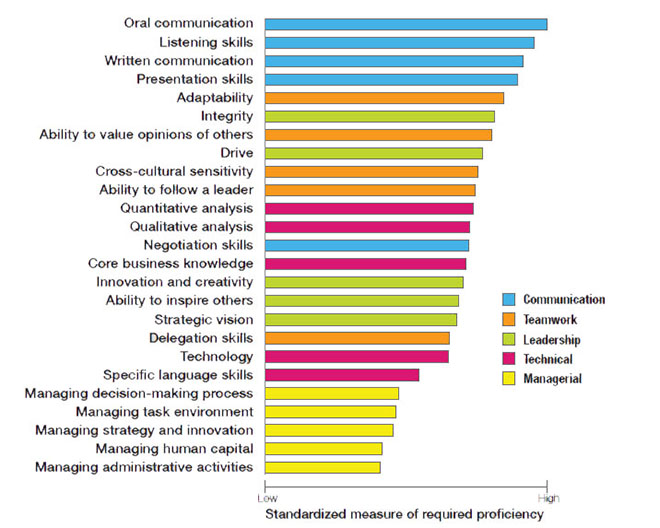 Oral communication
Listening skills
Written communication
Presentation skills
Adaptability
Integrity
Ability to value opinions of others
Drive
Cross-cultural sensitivity
Ability to follow a leader
Quantitative analysis
Qualitative analysis
Negotiation skills
Core business knowledge
Innovation and creativity
Ability to inspire others
Strategic vision
Delegation skills
Technology
Specific language skills
Managing decision-making process
Managing task environment
Managing strategy and innovation
Managing human capital
Managing administrative activities
Communication
Teamwork
Leadership
Technical
Managerial
Low High
Standardized measure of required proficiency